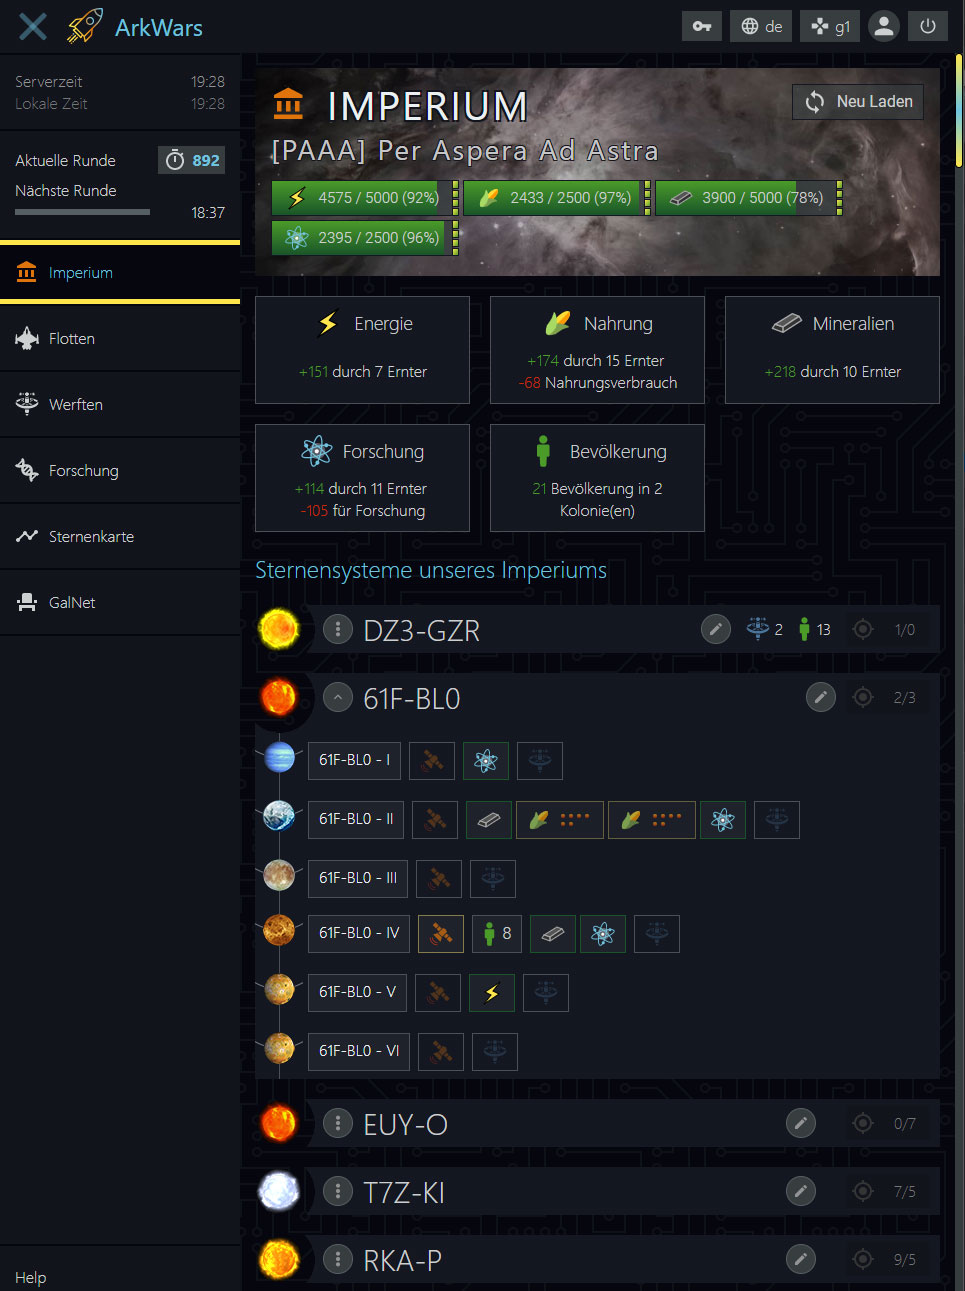 ArkWars
de
g1
Serverzeit 19:28
Lokale Zeit 19:28
Aktuelle Runde 892
Nächste Runde
18:37
Imperium
Flotten
Werften
Forschung
Sternenkarte
GalNet
Help
IMPERIUM
Neu Laden
[PAAA] Per Aspera Ad Astra
4575 / 5000 (92%)
2433 / 2500 (97%)
3900 / 5000 (78%)
2395 / 2500 (96%)
Energie
+151 durch 7 Ernter
Nahrung
+174 durch 15 Ernter
-68 Nahrungsverbrauch
Mineralien
+218 durch 10 Ernter
Forschung
+114 durch 11 Ernter
-105 für Forschung
Bevölkerung
21 Bevölkerung in 2
Kolonie(en)
Sternensysteme unseres Imperiums
DZ3-GZR 2 13 1/0
61F-BL0 2/3
61F-BL0 - I
61F-BL0 - II
61F-BL0 - III
61F-BL0 - IV 8
61F-BL0 - V
61F-BL0 - VI
EUY-O 0/7
T7Z-KI 7/5
RKA-P 9/5